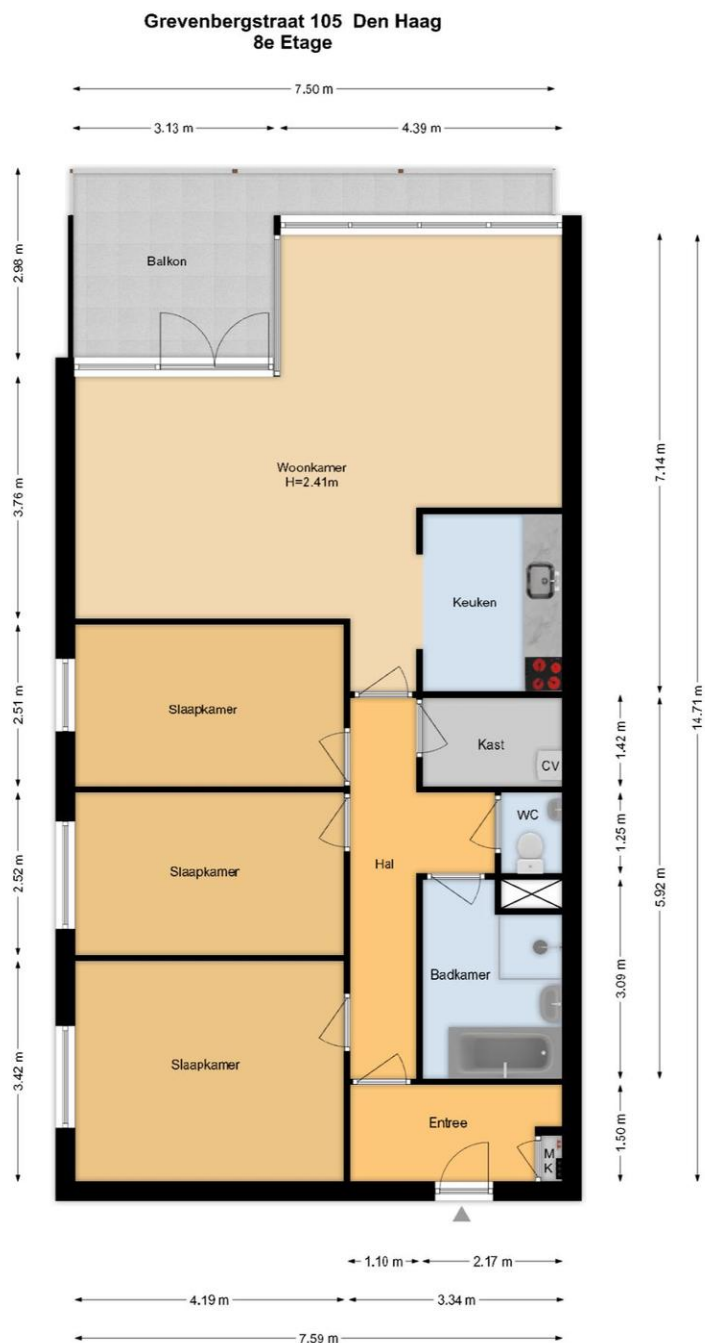 Grevenbergstraat 105 Den Haag
8e Etage
7.50 m
3.13 m
4.39 m
2.98 m
Balkon
7.14 m
Woonkamer
H=2.41m
3.76 m
14.71 m
Keuken
2.51 m
Slaapkamer
Kast
CV
1.42 m
WC
1.25 m
2.52 m
Slaapkamer
Hal
5.92 m
Badkamer
3.09 m
3.42 m
Slaapkamer
Entree
M
K
1.50 m
1.10 m
2.17 m
4.19 m
3.34 m
7.59 m